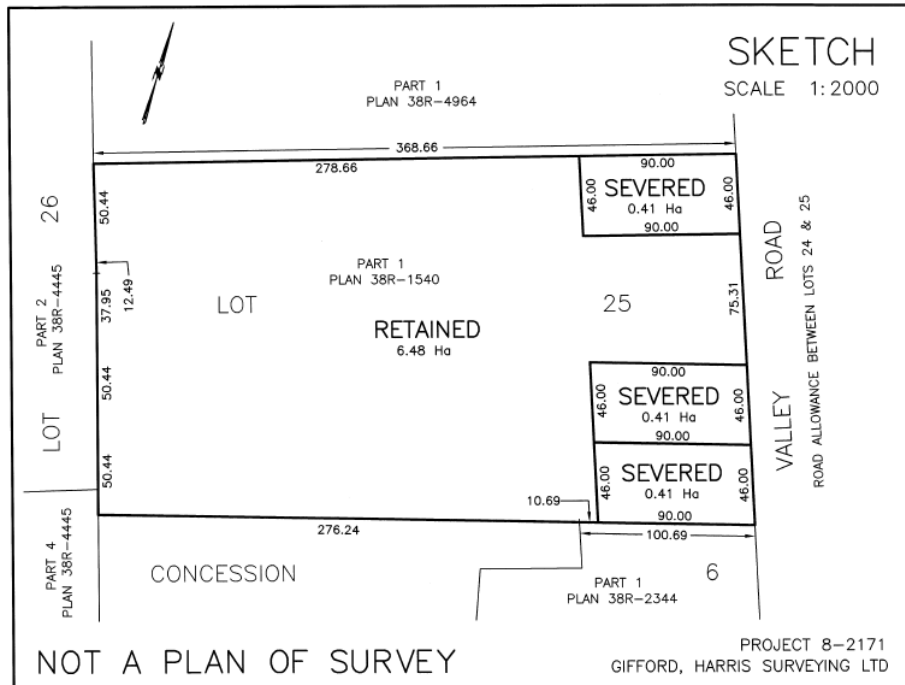 SKETCH
SCALE 1:2000
PART 1
PLAN 38R-4964
368.66
278.66
90.00
SEVERED
0.41 Ha
90.00
46.00
46.00
50.44
26
LOT
PART 2
PLAN 38R-4445
37.95
12.49
50.44
50.44
PART 1
PLAN 38R-1540
LOT
25
RETAINED
6.48 Ha
75.31
VALLEY ROAD
ROAD ALLOWANCE BETWEEN LOTS 24 & 25
90.00
SEVERED
0.41 Ha
90.00
46.00
46.00
SEVERED
0.41 Ha
90.00
46.00
46.00
10.69
276.24
100.69
PART 4
PLAN 38R-4445
CONCESSION
6
PART 1
PLAN 38R-2344
NOT A PLAN OF SURVEY
PROJECT 8-2171
GIFFORD, HARRIS SURVEYING LTD